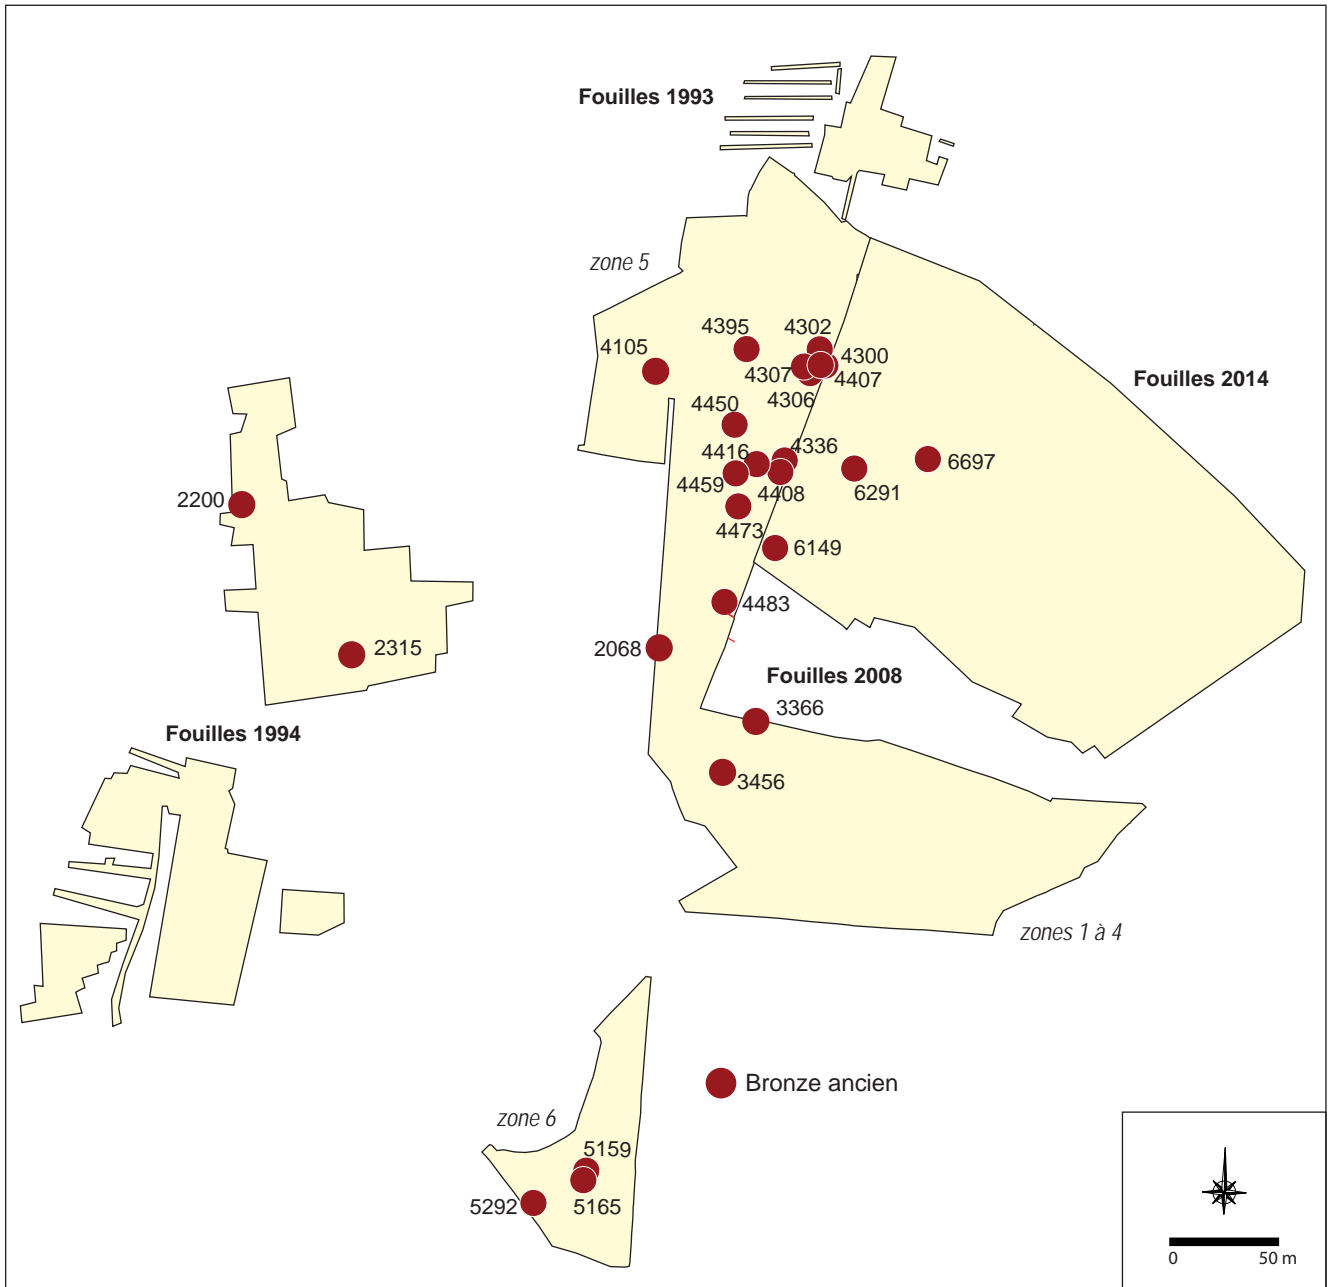 Fouilles 1993
zone 5
4395
4302
4105
4300
4307
4407
4306
Fouilles 2014
4450
4416
4336
6697
4459
4408
6291
2200
4473
6149
4483
2068
2315
Fouilles 2008
3366
Fouilles 1994
3456
zones 1 à 4
Bronze ancien
zone 6
5159
5292
5165
0 50 m